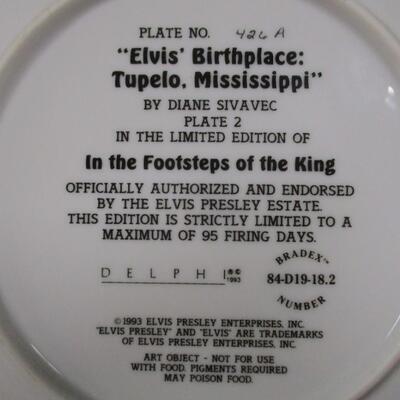 PLATE NO. 426 A
"Elvis' Birthplace:
Tupelo, Mississippi"
BY DIANE SIVAVEC
PLATE 2
IN THE LIMITED EDITION OF
In the Footsteps of the King
OFFICIALLY AUTHORIZED AND ENDORSED
BY THE ELVIS PRESLEY ESTATE.
THIS EDITION IS STRICTLY LIMITED TO A
MAXIMUM OF 95 FIRING DAYS.
DELPHI ®© 1993
BRADEX™
84-D19-18.2
NUMBER
©1993 ELVIS PRESLEY ENTERPRISES, INC.
"ELVIS PRESLEY" AND "ELVIS" ARE TRADEMARKS
OF ELVIS PRESLEY ENTERPRISES, INC.
ART OBJECT - NOT FOR USE
WITH FOOD. PIGMENTS REQUIRED
MAY POISON FOOD.